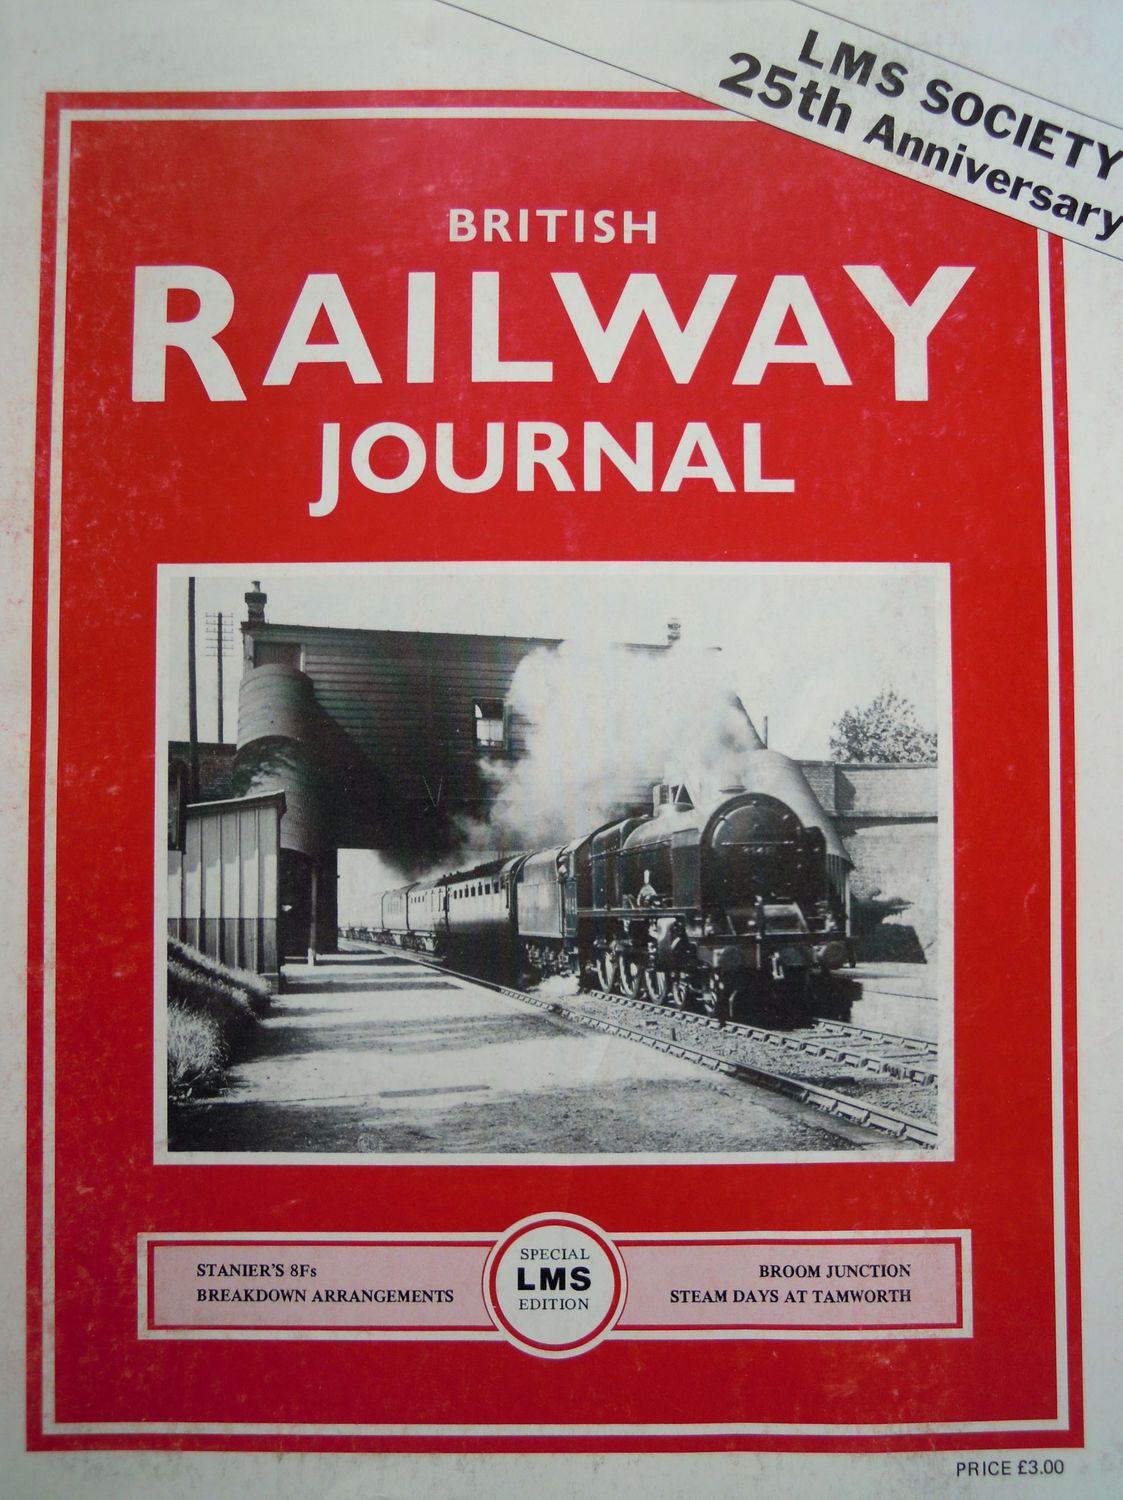 LMS SOCIETY
25th Anniversary
BRITISH
RAILWAY
JOURNAL
STANIER'S 8Fs
BREAKDOWN ARRANGEMENTS
SPECIAL
LMS
EDITION
BROOM JUNCTION
STEAM DAYS AT TAMWORTH
PRICE £3.00